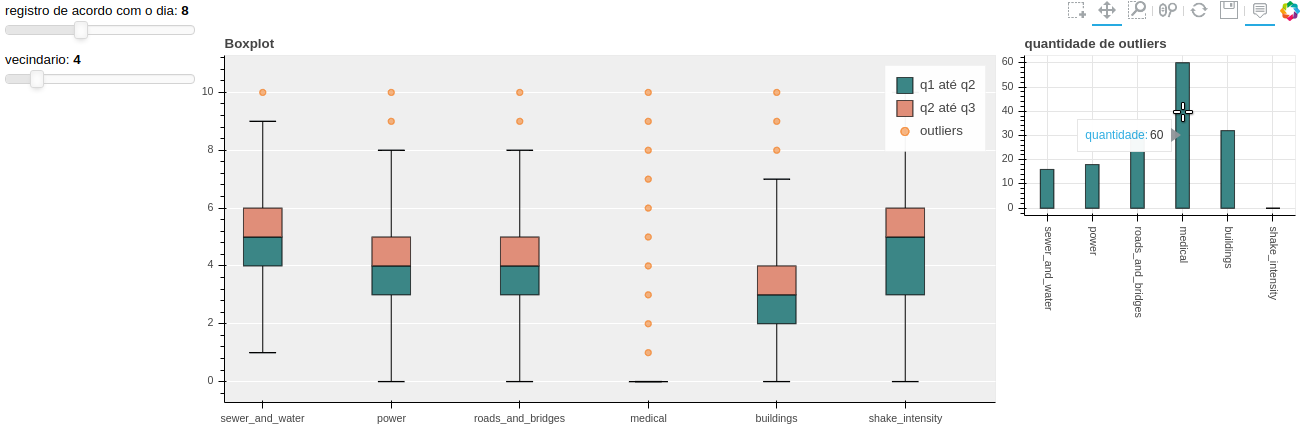 registro de acordo com o dia: 8
vecindario: 4
Boxplot
10
8
6
4
2
0
sewer_and_water
power
roads_and_bridges
medical
buildings
shake_intensity
q1 até q2
q2 até q3
outliers
quantidade de outliers
60
50
40
30
20
10
0
quantidade: 60
sewer_and_water
power
roads_and_bridges
medical
buildings
shake_intensity